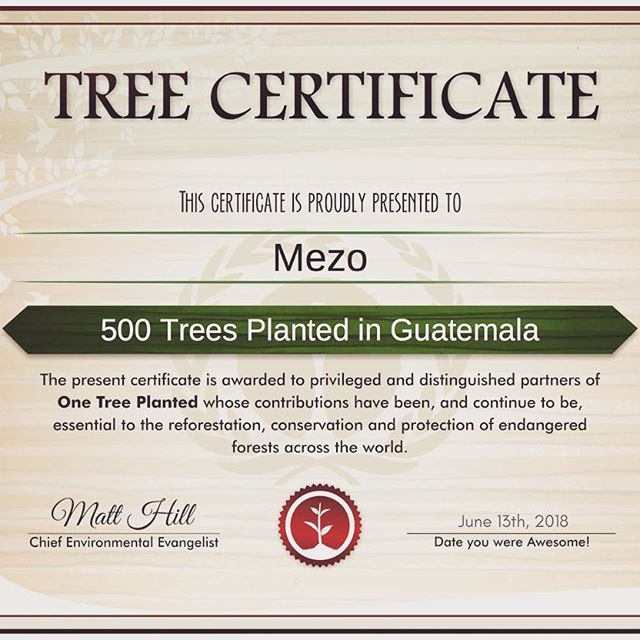 TREE CERTIFICATE
THIS CERTIFICATE IS PROUDLY PRESENTED TO
Mezo
500 Trees Planted in Guatemala
The present certificate is awarded to privileged and distinguished partners of
One Tree Planted whose contributions have been, and continue to be,
essential to the reforestation, conservation and protection of endangered
forests across the world.
Matt Hill
Chief Environmental Evangelist
June 13th, 2018
Date you were Awesome!